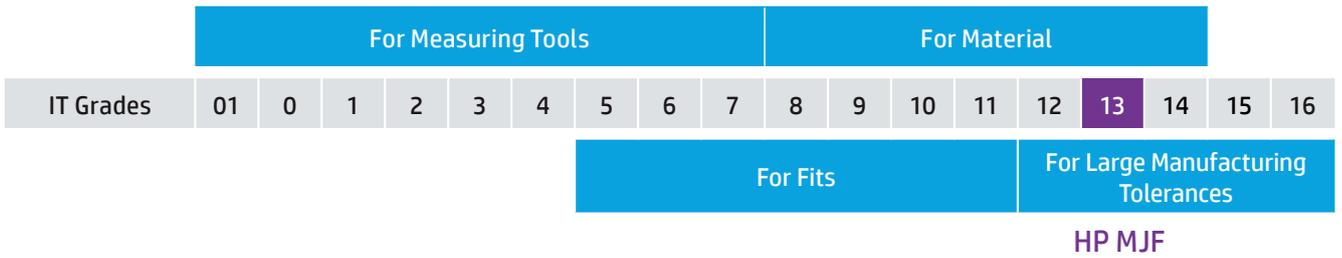 For Measuring Tools For Material
IT Grades 01 0 1 2 3 4 5 6 7 8 9 10 11 12 13 14 15 16
For Fits
For Large Manufacturing
Tolerances
HP MJF